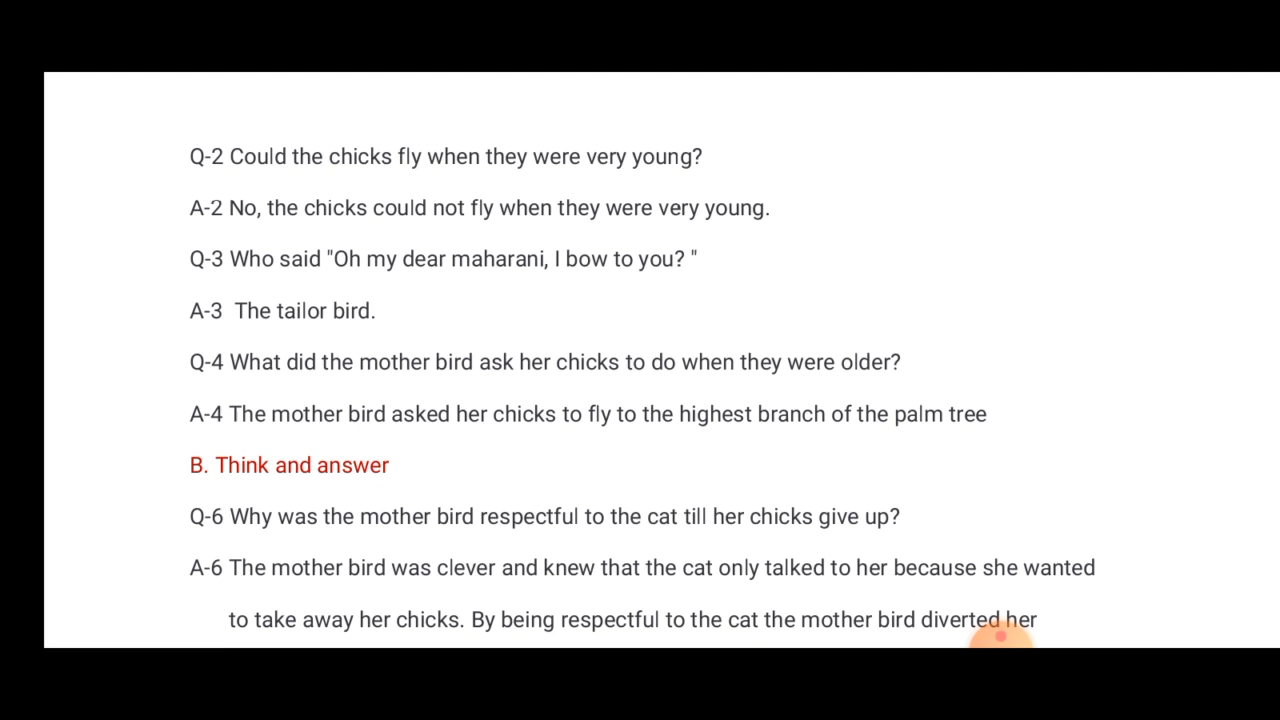 Q-2 Could the chicks fly when they were very young?
A-2 No, the chicks could not fly when they were very young.
Q-3 Who said "Oh my dear maharani, I bow to you? "
A-3  The tailor bird.
Q-4 What did the mother bird ask her chicks to do when they were older?
A-4 The mother bird asked her chicks to fly to the highest branch of the palm tree
B. Think and answer
Q-6 Why was the mother bird respectful to the cat till her chicks give up?
A-6 The mother bird was clever and knew that the cat only talked to her because she wanted
to take away her chicks. By being respectful to the cat the mother bird diverted her